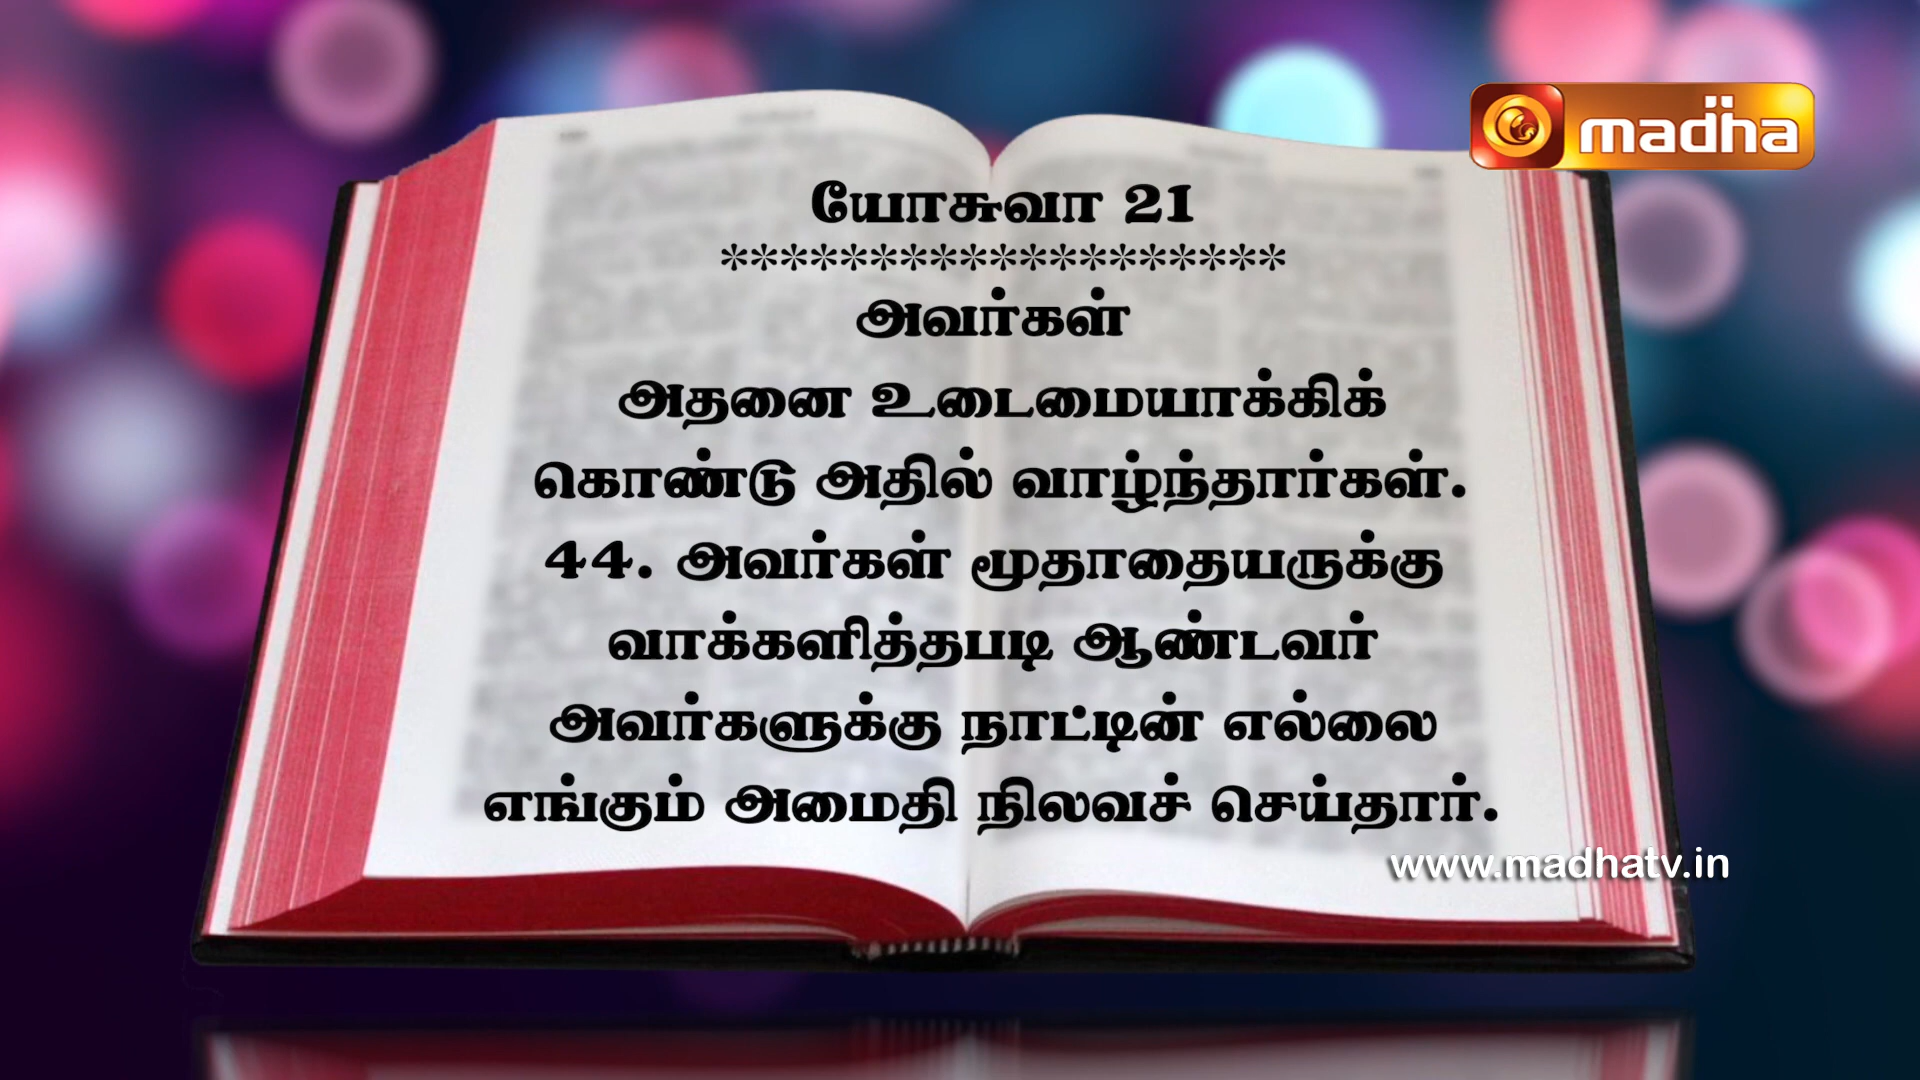 madha
யோசுவா 21
*******************
அவர்கள்
அதனை உடைமையாக்கிக்
கொண்டு அதில் வாழ்ந்தார்கள்.
44. அவர்கள் மூதாதையருக்கு
வாக்களித்தபடி ஆண்டவர்
அவர்களுக்கு நாட்டின் எல்லை
எங்கும் அமைதி நிலவச் செய்தார்.
www.madhatv.in